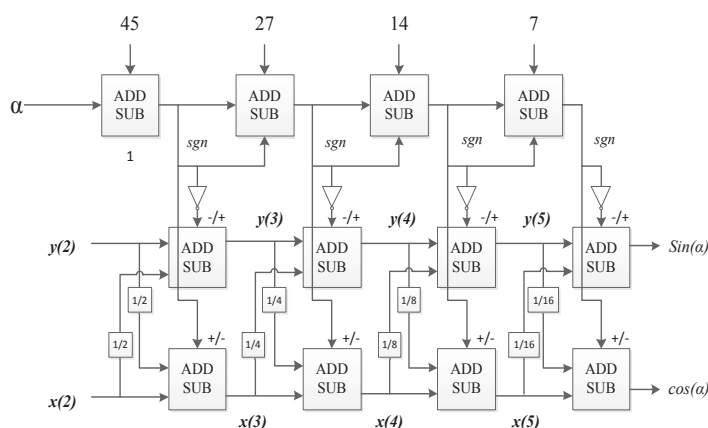 45 27 14 7
α ADD SUB ADD SUB ADD SUB ADD SUB
1
sgn sgn sgn sgn
-/+ -/+ -/+ -/+
y(3) y(4) y(5)
y(2) ADD SUB ADD SUB ADD SUB ADD SUB Sin(α)
1/2 1/4 1/8 1/16
1/2 1/4 1/8 1/16
+/- +/- +/- +/-
ADD SUB ADD SUB ADD SUB ADD SUB
x(2) cos(α)
x(3) x(4) x(5)